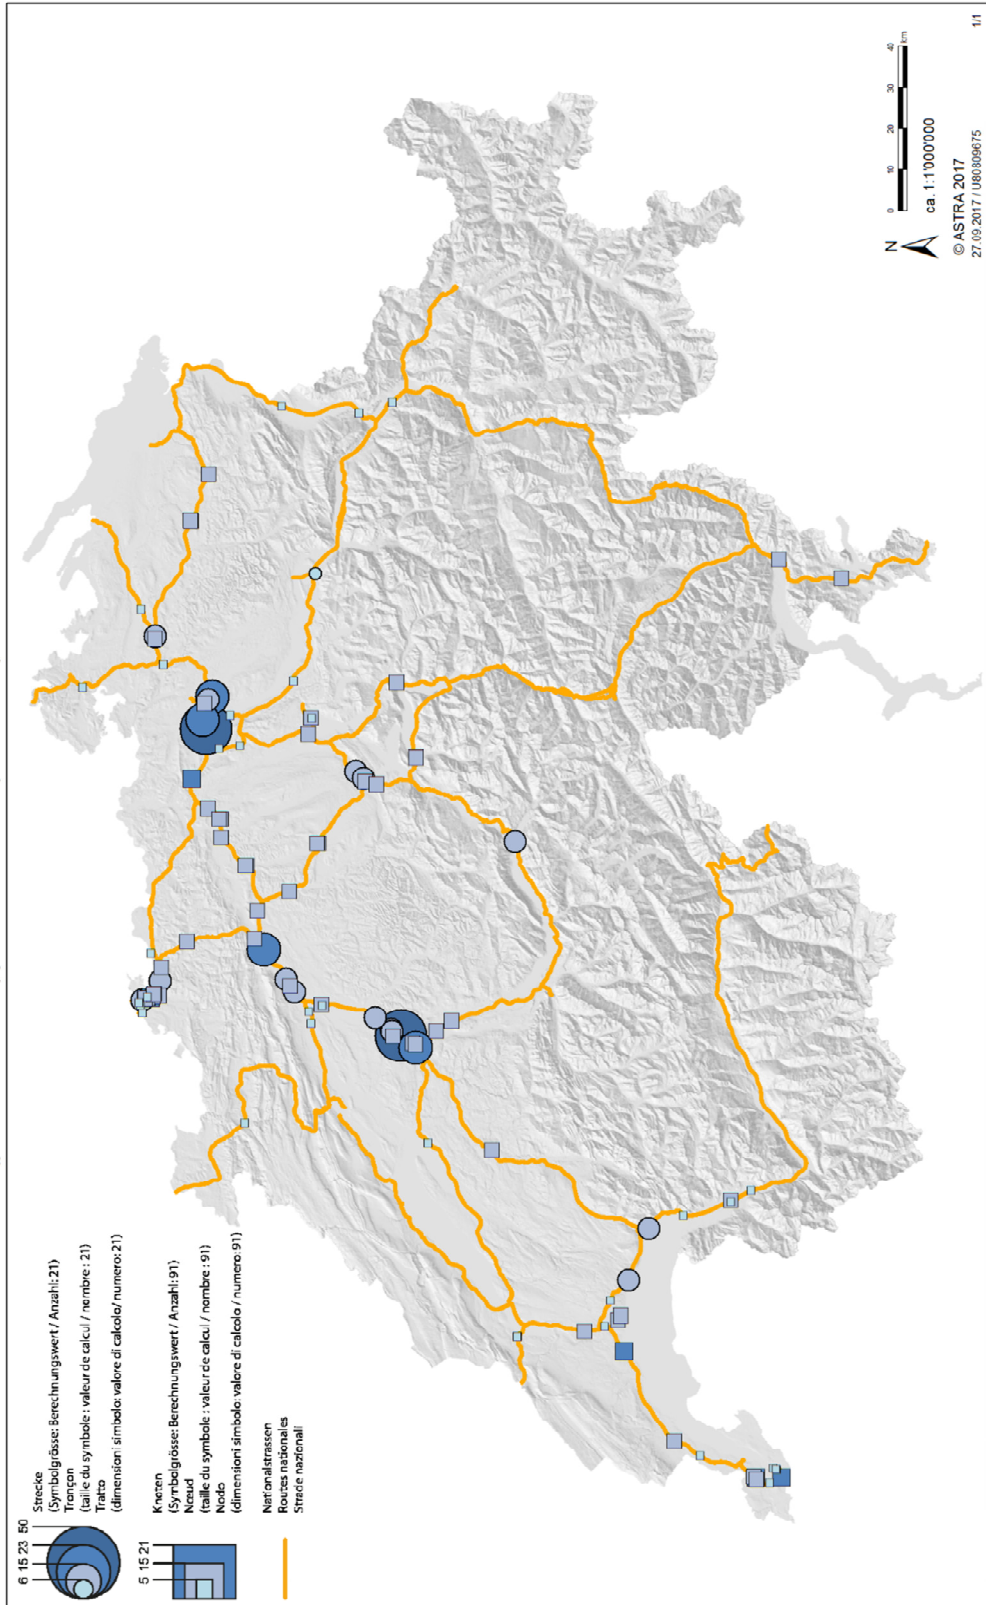 6 15 23 50
Strecke
(Symbolgrösse: Berechnungswert / Anzahl: 21)
Tronçon
(taille du symbole : valeur de calcul / nombre : 21)
Tratto
(dimensioni simbolo: valore di calcolo / numero: 21)
5 15 21
Knoten
(Symbolgrösse: Berechnungswert / Anzahl: 91)
Nœud
(taille du symbole : valeur de calcul / nombre : 91)
Nodo
(dimensioni simbolo: valore di calcolo / numero: 91)
Nationalstrassen
Routes nationales
Strade nazionali
N
0 10 20 30 40
km
ca. 1:1'000'000
© ASTRA 2017
27.09.2017 / U80809675
1/1